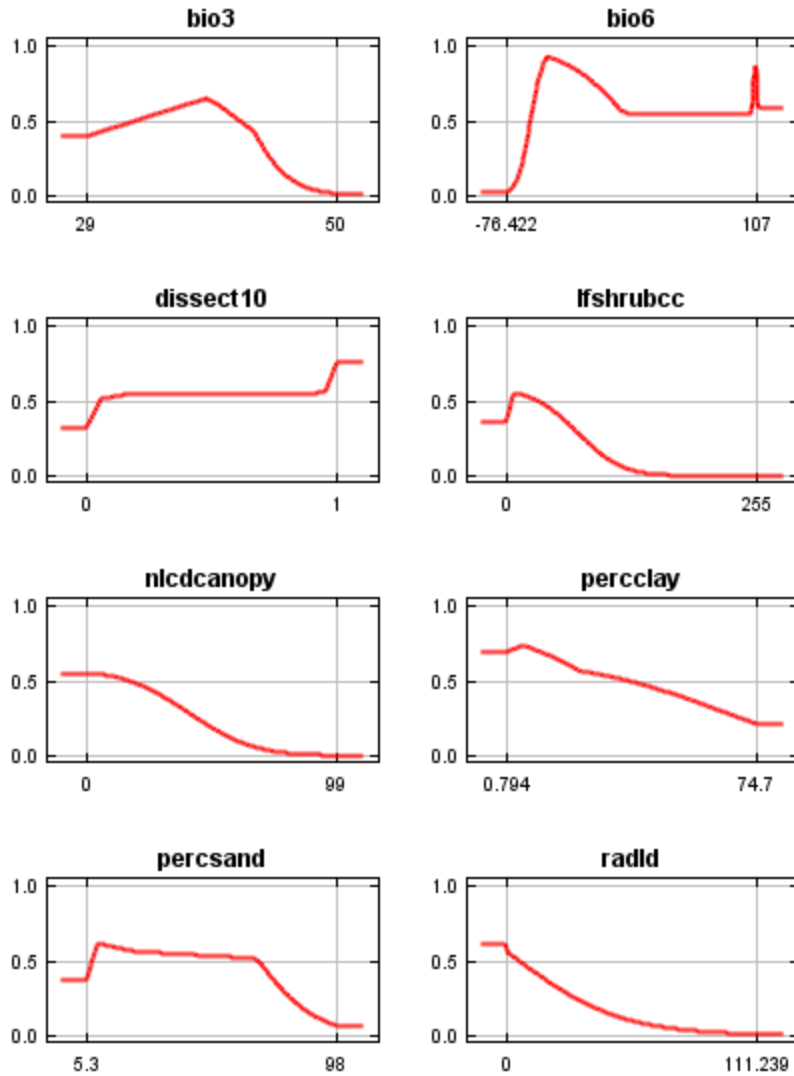 bio3 bio6
1.0 1.0
0.5 0.5
0.0 0.0
29 50 -76.422 107
dissect10 lfshrubcc
1.0 1.0
0.5 0.5
0.0 0.0
0 1 0 255
nlcdcanopy percclay
1.0 1.0
0.5 0.5
0.0 0.0
0 99 0.794 74.7
percsand radld
1.0 1.0
0.5 0.5
0.0 0.0
5.3 98 0 111.239